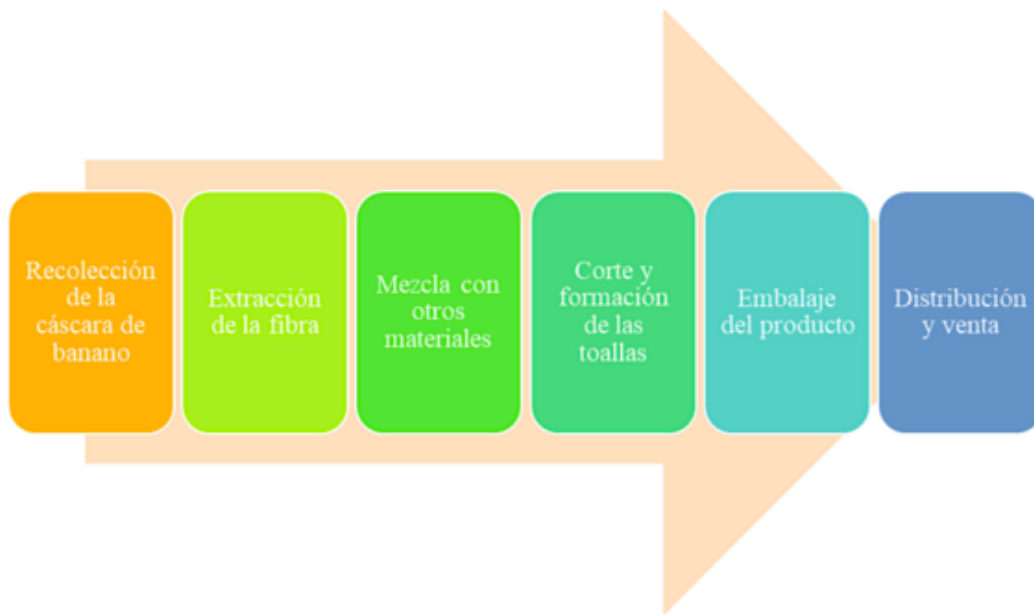 Recolección
de la
cáscara de
banano
Extracción
de la fibra
Mezcla con
otros
materiales
Corte y
formación
de las
toallas
Embalaje
del producto
Distribución
y venta